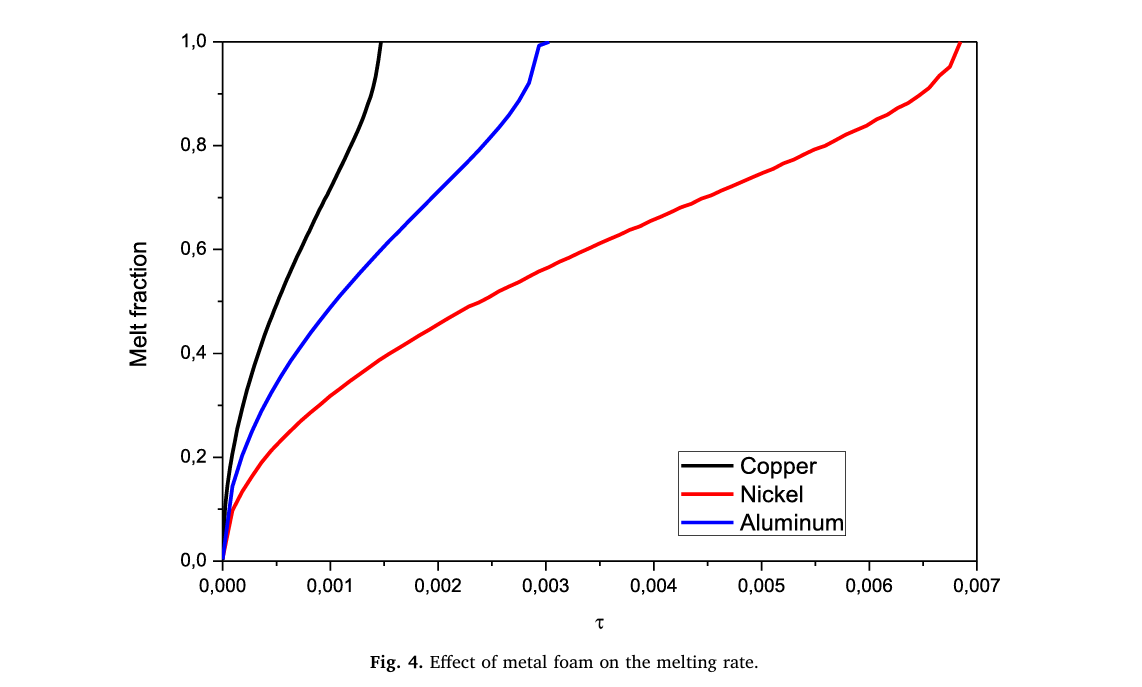 1,0
0,8
0,6
0,4
0,2
0,0
Melt fraction
Copper
Nickel
Aluminum
0,000 0,001 0,002 0,003 0,004 0,005 0,006 0,007
τ
Fig. 4. Effect of metal foam on the melting rate.